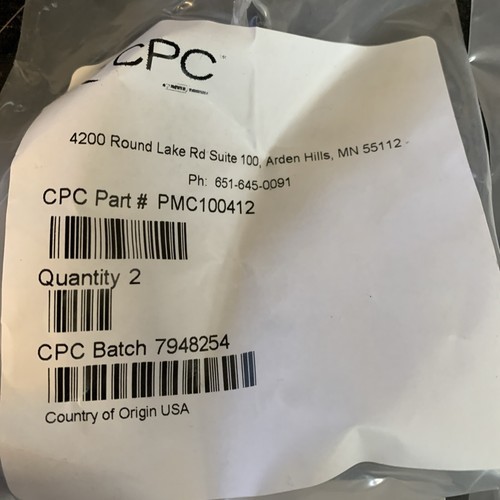 CPC
4200 Round Lake Rd Suite 100, Arden Hills, MN 55112
Ph: 651-645-0091
CPC Part # PMC100412
Quantity 2
CPC Batch 7948254
Country of Origin USA